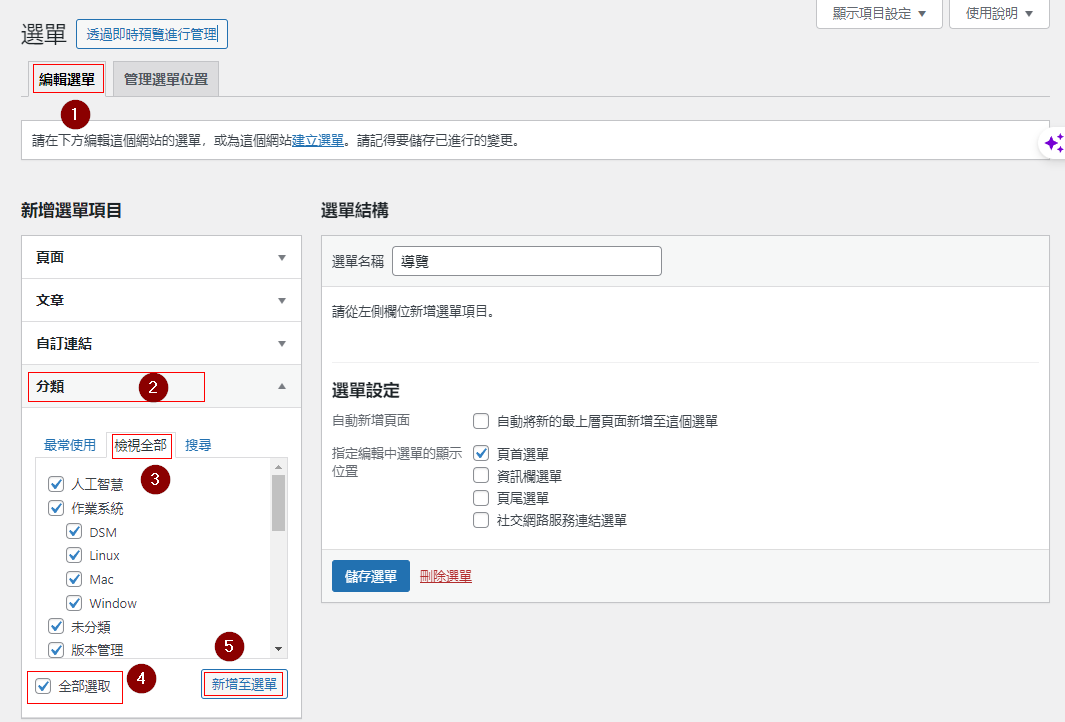 選單 透過即時預覽進行管理
顯示項目設定 ▼ 使用說明 ▼
編輯選單 管理選單位置
1
請在下方編輯這個網站的選單，或為這個網站建立選單。請記得要儲存已進行的變更。
新增選單項目
頁面
文章
自訂連結
分類 2
最常使用 檢視全部 搜尋
3
人工智慧
作業系統
DSM
Linux
Mac
Window
未分類
版本管理
5
4
全部選取 新增至選單
選單結構
選單名稱 導覽
請從左側欄位新增選單項目。
選單設定
自動新增頁面 自動將新的最上層頁面新增至這個選單
指定編輯中選單的顯示
位置
頁首選單
資訊欄選單
頁尾選單
社交網路服務連結選單
儲存選單 刪除選單